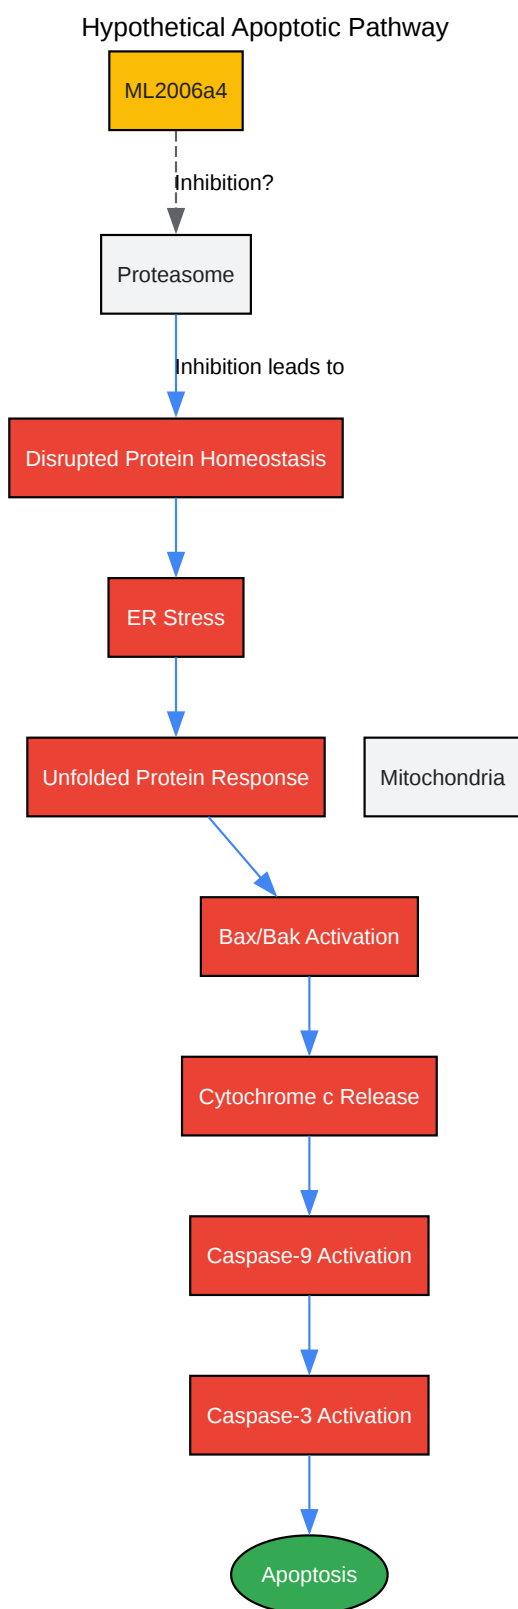 Hypothetical Apoptotic Pathway
ML2006a4
Inhibition?
Proteasome
Inhibition leads to
Disrupted Protein Homeostasis
ER Stress
Unfolded Protein Response
Mitochondria
Bax/Bak Activation
Cytochrome c Release
Caspase-9 Activation
Caspase-3 Activation
Apoptosis